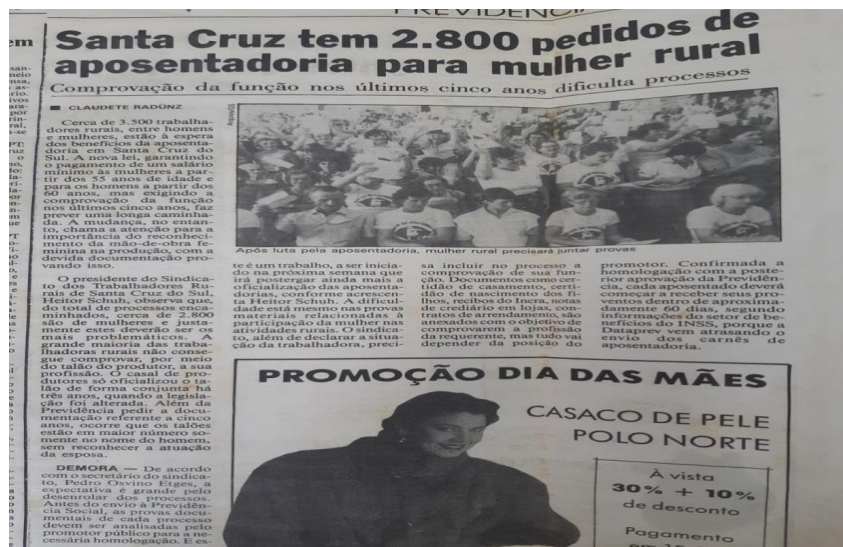 PREVIDÊNCIA
Santa Cruz tem 2.800 pedidos de
aposentadoria para mulher rural
Comprovação da função nos últimos cinco anos dificulta processos
■ CLAUDETE RADÜNZ
Cerca de 3.500 trabalha-
dores rurais, entre homens
e mulheres, estão à espera
dos benefícios da aposenta-
doria em Santa Cruz do
Sul. A nova lei, garantindo
o pagamento de um salário
mínimo às mulheres a par-
tir dos 55 anos de idade e
para os homens a partir dos
60 anos, mas exigindo a
comprovação da função
nos últimos cinco anos, faz
prever uma longa caminha-
da. A mudança, no entan-
to, chama a atenção para a
importância do reconheci-
mento da mão-de-obra fe-
minina na produção, com a
devida documentação pro-
vando isso.
O presidente do Sindica-
to dos Trabalhadores Ru-
rais de Santa Cruz do Sul,
Heitor Schuh, observa que
do total de processos enca-
minhados, cerca de 2.800
são de mulheres e justa-
mente estes deverão ser os
mais problemáticos. A
grande maioria das traba-
lhadoras rurais não conse-
gue comprovar, por meio
do talão do produtor, a sua
profissão. O casal de pro-
dutores só oficializou o ta-
lão de forma conjunta há
três anos, quando a legisla-
ção foi alterada. Além da
Previdência pedir a docu-
mentação referente a cinco
anos, ocorre que os talões
estão em maior número so-
mente no nome do homem,
sem reconhecer a atuação
da esposa.
DEMORA — De acordo
com o secretário do sindica-
to, Pedro Osvino Etges, a
expectativa é grande pelo
desenrolar dos processos.
Antes do envio à Previdên-
cia Social, as provas docu-
mentais de cada processo
devem ser analisadas pelo
promotor público para a ne-
cessária homologação. E es-
Arquivo/GS
Após luta pela aposentadoria, mulher rural precisará juntar provas
te é um trabalho, a ser inicia-
do na próxima semana que
irá postergar ainda mais a
oficialização das aposenta-
dorias, conforme acrescen-
ta Heitor Schuh. A dificul-
dade está mesmo nas provas
materiais relacionadas à
participação da mulher nas
atividades rurais. O sindica-
to, além de declarar a situa-
ção da trabalhadora, preci-
sa incluir no processo a
comprovação de sua fun-
ção. Documentos como cer-
tidão de casamento, certi-
dão de nascimento dos fi-
lhos, recibos do Incra, notas
de crediário em lojas, con-
tratos de arrendamento, são
anexados com o objetivo de
comprovarem a profissão
da requerente, mas tudo vai
depender da posição do
promotor. Confirmada a
homologação com a poste-
rior aprovação da Previdên-
cia, cada aposentado deverá
começar a receber seus pro-
ventos dentro de aproxima-
damente 60 dias, segundo
informações do setor de be-
nefícios do INSS, porque a
Dataprev vem atrasando o
envio dos carnês de
aposentadoria.
PROMOÇÃO DIA DAS MÃES
CASACO DE PELE
POLO NORTE
À vista
30% + 10%
de desconto
Pagamento